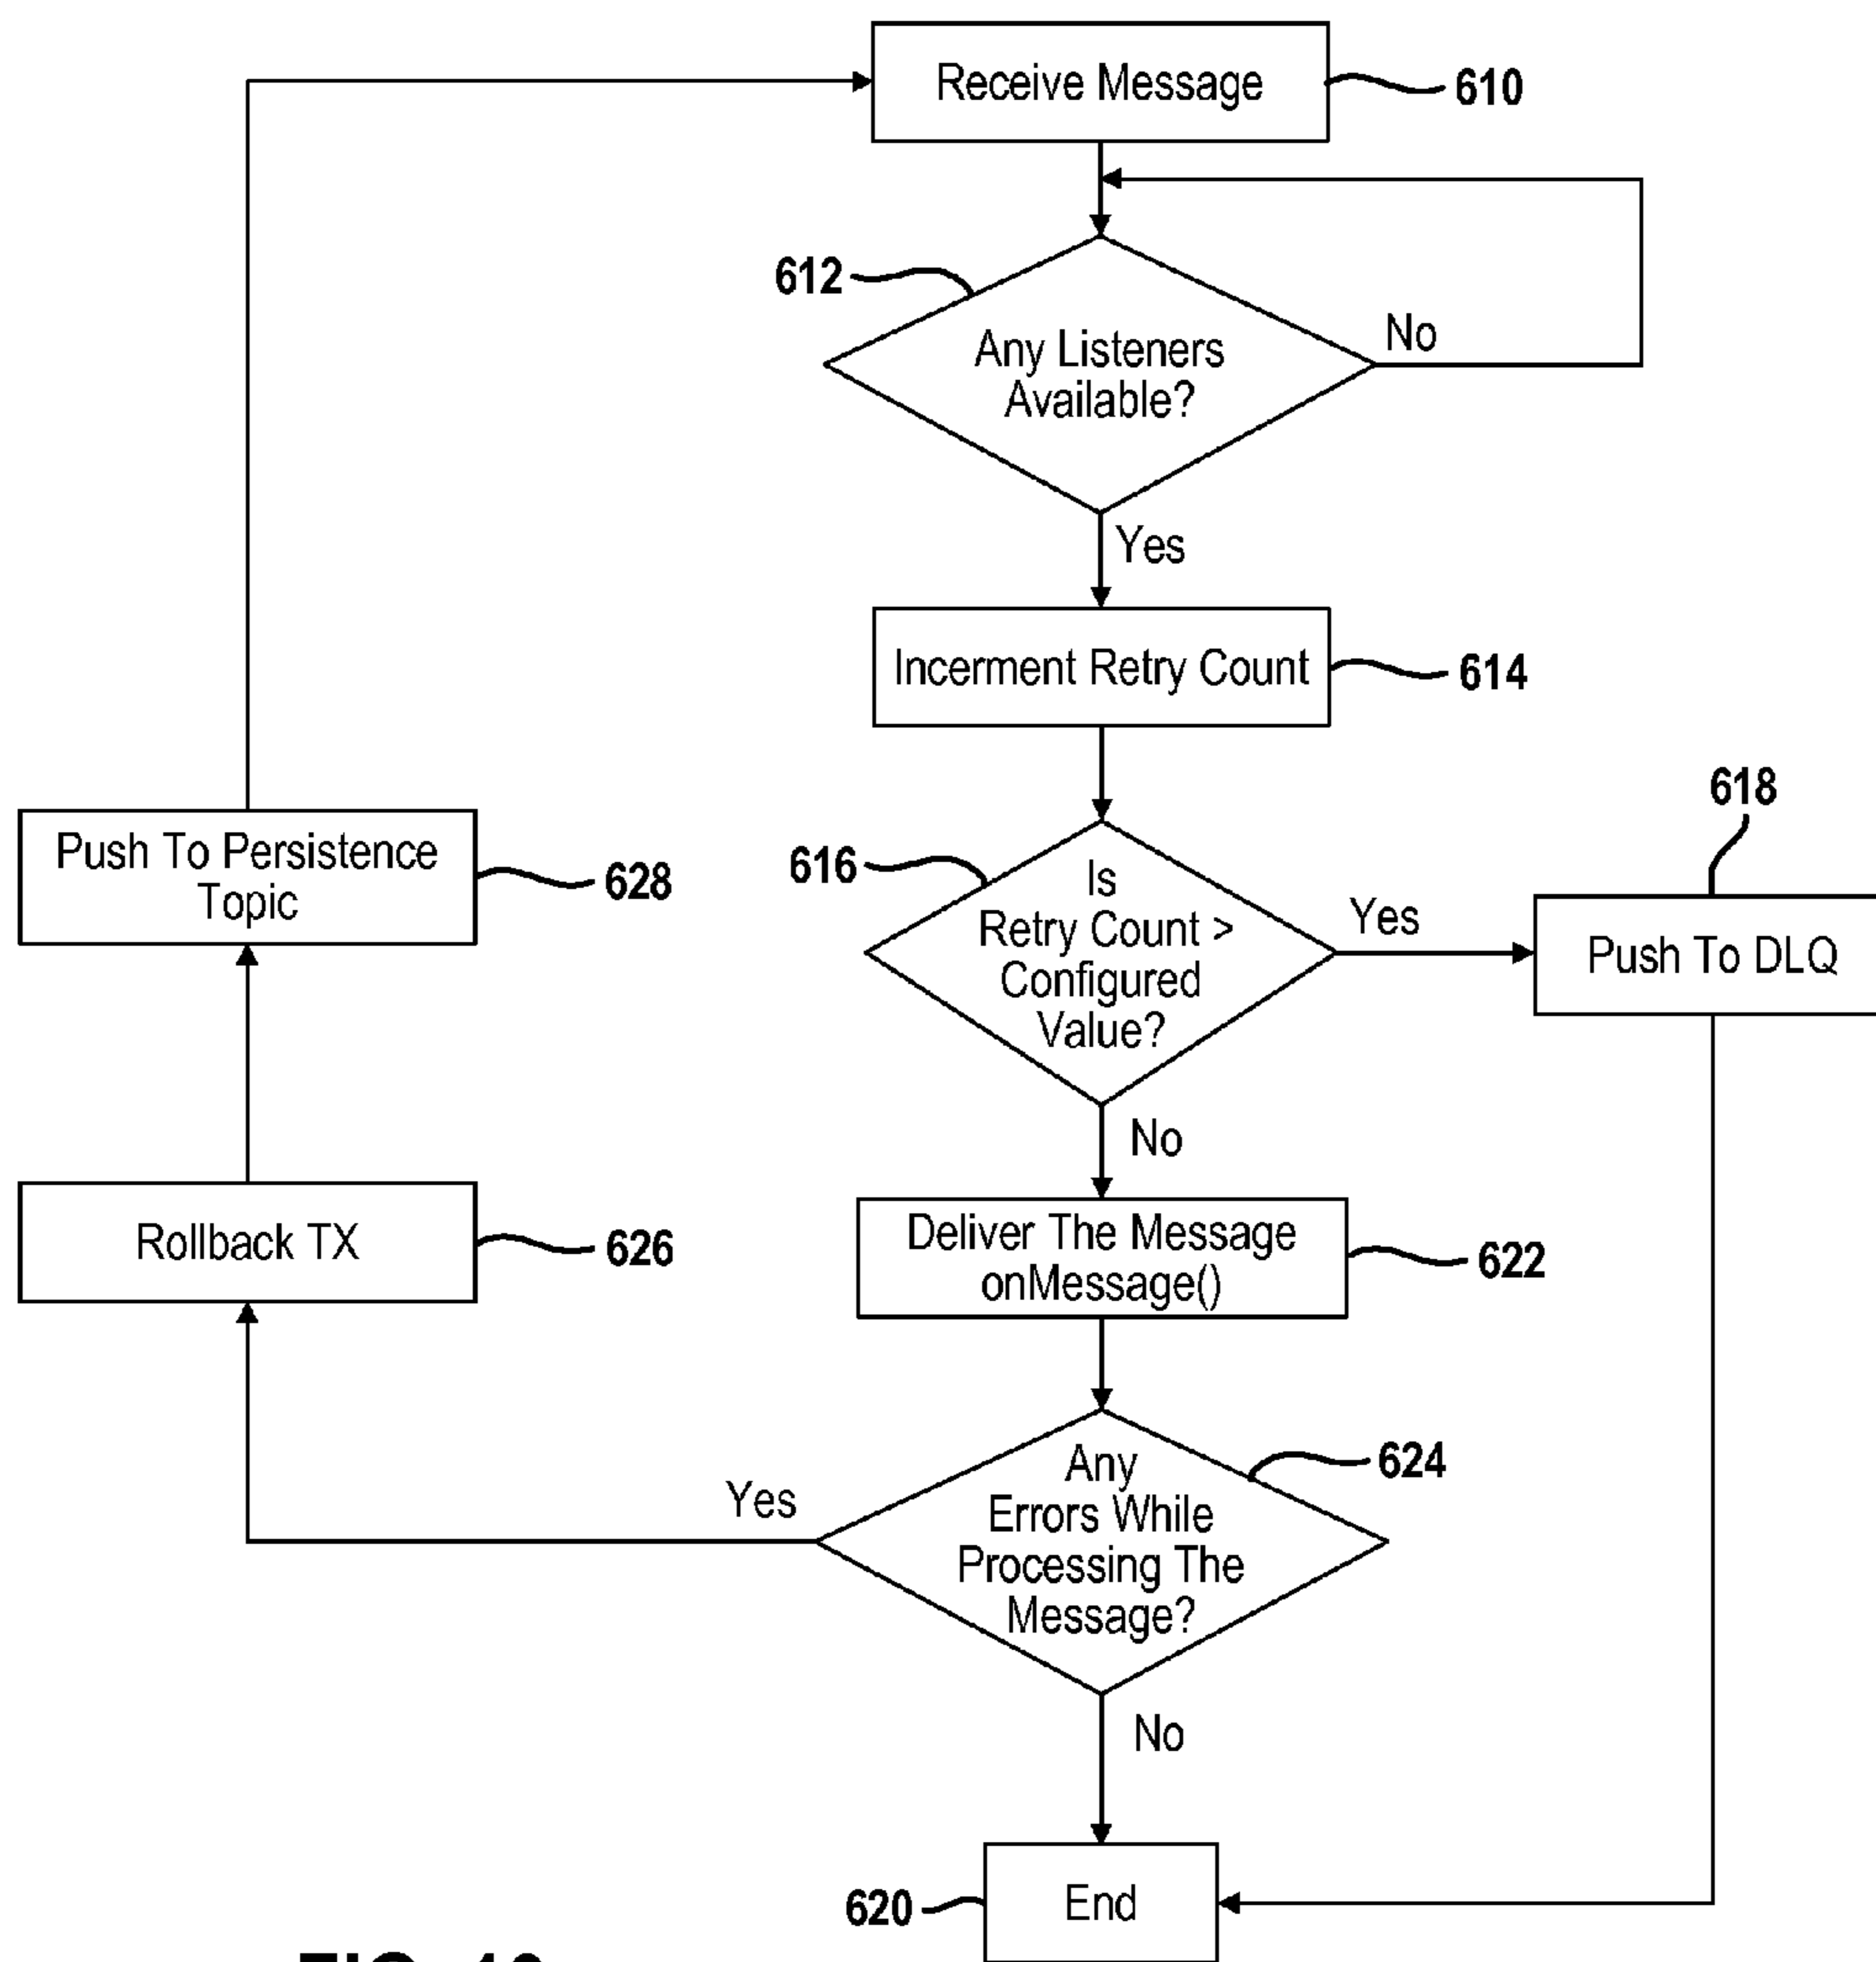 Receive Message
610
612
Any Listeners
Available?
No
Yes
Incerment Retry Count
614
616
Is
Retry Count >
Configured
Value?
Yes
618
Push To DLQ
No
Push To Persistence
Topic
628
Deliver The Message
onMessage()
622
Rollback TX
626
Any
Errors While
Processing The
Message?
624
Yes
No
620
End